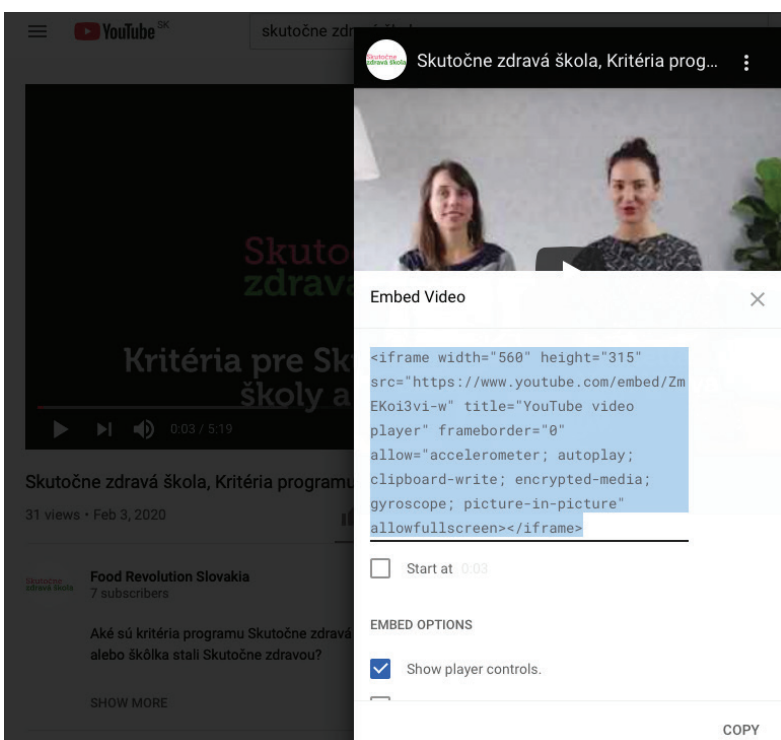 YouTube SK
skutočne zdr
Skuto
zdrav
Kritéria pre Sk
školy a
0:03 / 5:19
Skutočne zdravá škola, Kritéria programu
31 views • Feb 3, 2020
Skutočne
zdravá škola
Food Revolution Slovakia
7 subscribers
Aké sú kritéria programu Skutočne zdravá
alebo škôlka stali Skutočne zdravou?
SHOW MORE
Skutočne
zdravá škola
Skutočne zdravá škola, Kritéria prog...
Embed Video
<iframe width="560" height="315"
src="https://www.youtube.com/embed/Zm
EKoi3vi-w" title="YouTube video
player" frameborder="0"
allow="accelerometer; autoplay;
clipboard-write; encrypted-media;
gyroscope; picture-in-picture"
allowfullscreen></iframe>
Start at 0:03
EMBED OPTIONS
Show player controls.
COPY